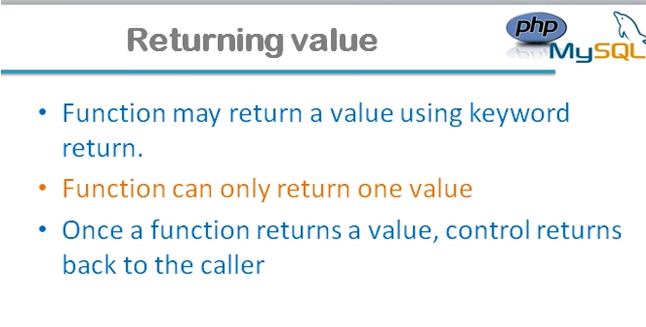 Returning value
php
MySQL
• Function may return a value using keyword
return.
• Function can only return one value
• Once a function returns a value, control returns
back to the caller